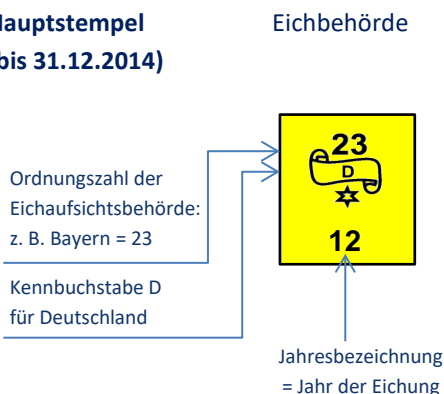 Hauptstempel
bis 31.12.2014)
Eichbehörde
23
D
12
Ordnungszahl der
Eichaufsichtsbehörde:
z. B. Bayern = 23
Kennbuchstabe D
für Deutschland
Jahresbezeichnung
= Jahr der Eichung